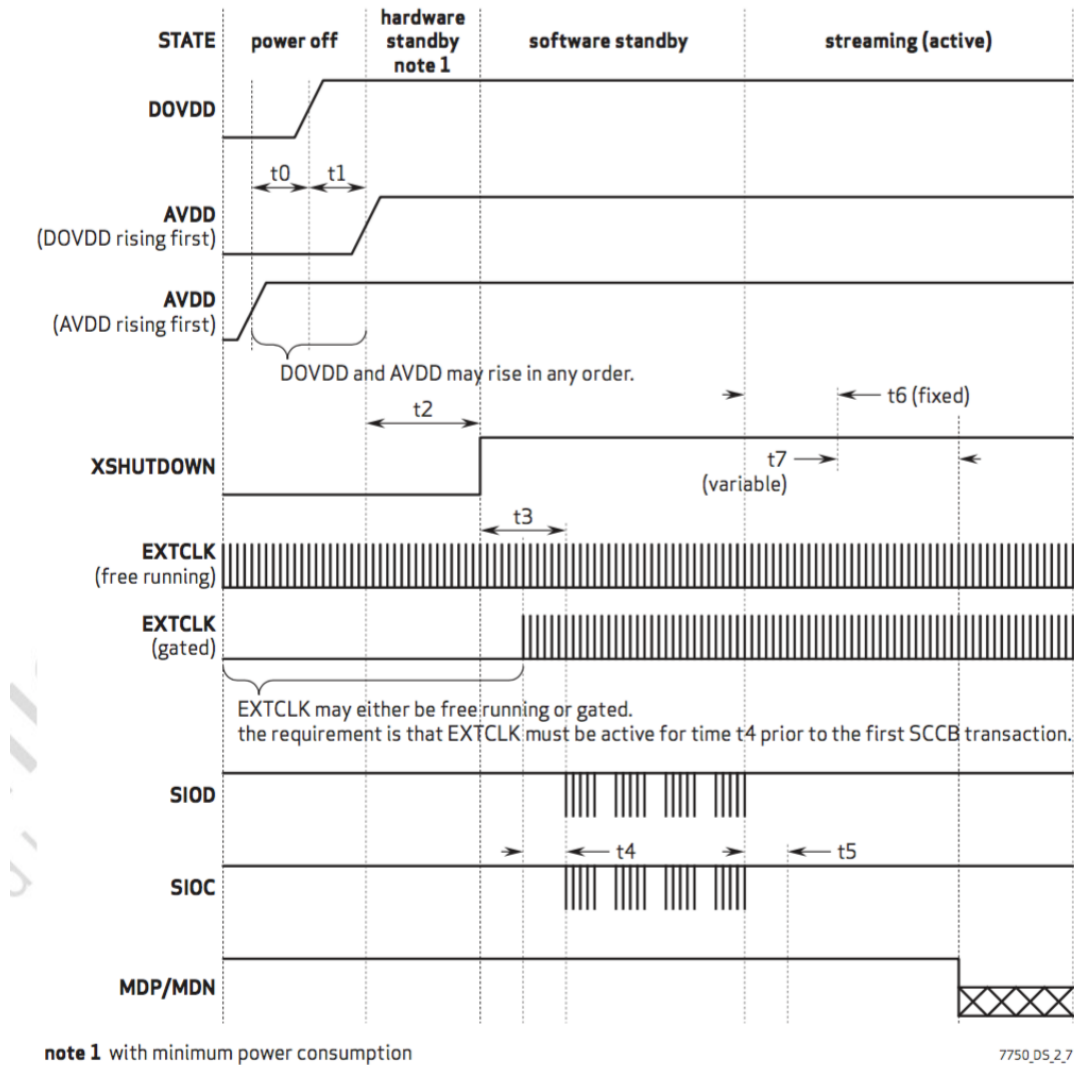 STATE
power off
hardware
standby
note 1
software standby
streaming (active)
DOVDD
t0
t1
AVDD
(DOVDD rising first)
AVDD
(AVDD rising first)
DOVDD and AVDD may rise in any order.
t6 (fixed)
t2
XSHUTDOWN
t7
(variable)
t3
EXTCLK
(free running)
EXTCLK
(gated)
EXTCLK may either be free running or gated.
the requirement is that EXTCLK must be active for time t4 prior to the first SCCB transaction.
SIOD
t4
t5
SIOC
MDP/MDN
note 1 with minimum power consumption
7750_DS_2_7